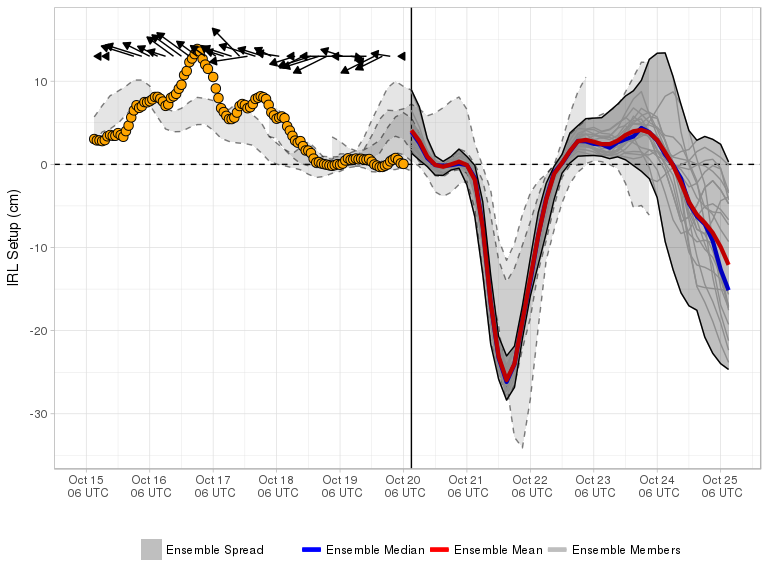 IRL Setup (cm)
10
0
-10
-20
-30
Oct 15 Oct 16 Oct 17 Oct 18 Oct 19 Oct 20 Oct 21 Oct 22 Oct 23 Oct 24 Oct 25
06 UTC 06 UTC 06 UTC 06 UTC 06 UTC 06 UTC 06 UTC 06 UTC 06 UTC 06 UTC 06 UTC
Ensemble Spread Ensemble Median Ensemble Mean Ensemble Members